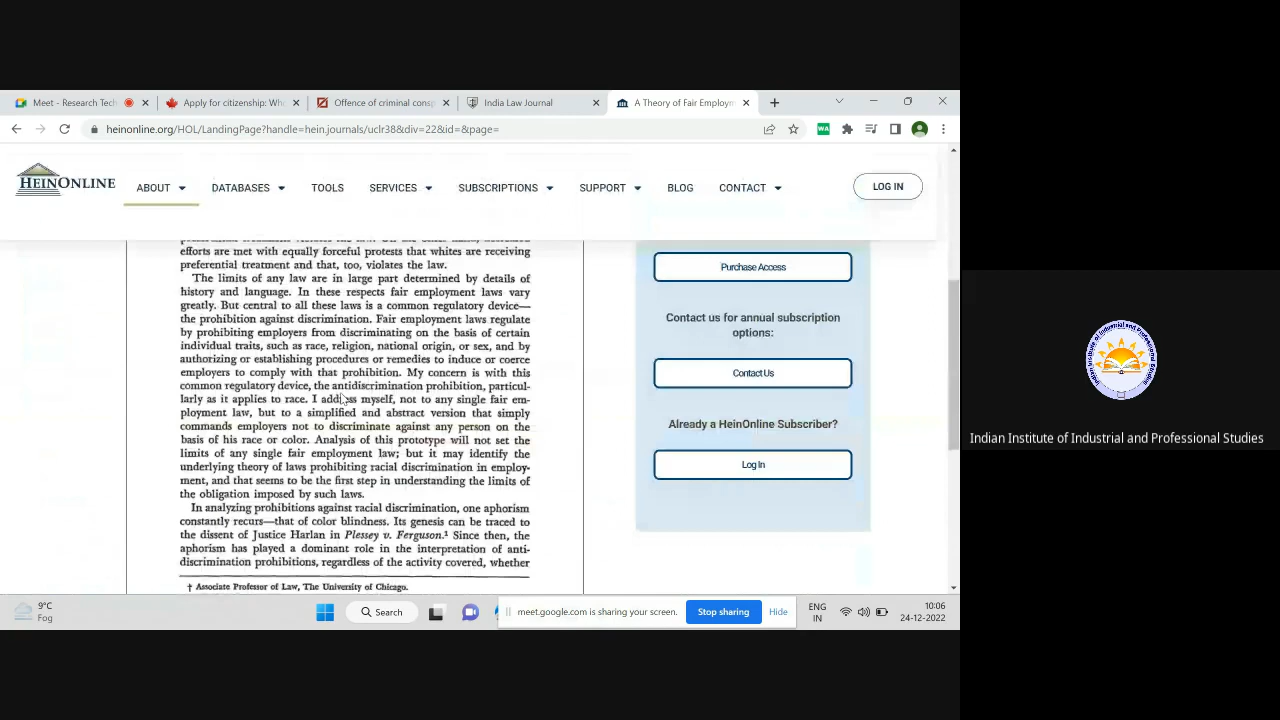 Meet - Research Tech
Apply for citizenship: Wh
Offence of criminal consp
India Law Journal
A Theory of Fair Employm
heinonline.org/HOL/LandingPage?handle=hein.journals/uclr38&div=22&id=&page=
WA
HEINONLINE
ABOUT
DATABASES
TOOLS
SERVICES
SUBSCRIPTIONS
SUPPORT
BLOG
CONTACT
LOG IN
efforts are met with equally forceful protests that whites are receiving
preferential treatment and that, too, violates the law.
The limits of any law are in large part determined by details of
history and language. In these respects fair employment laws vary
greatly. But central to all these laws is a common regulatory device—
the prohibition against discrimination. Fair employment laws regulate
by prohibiting employers from discriminating on the basis of certain
individual traits, such as race, religion, national origin, or sex, and by
authorizing or establishing procedures or remedies to induce or coerce
employers to comply with that prohibition. My concern is with this
common regulatory device, the antidiscrimination prohibition, particul-
larly as it applies to race. I address myself, not to any single fair em-
ployment law, but to a simplified and abstract version that simply
commands employers not to discriminate against any person on the
basis of his race or color. Analysis of this prototype will not set the
limits of any single fair employment law; but it may identify the
underlying theory of laws prohibiting racial discrimination in employ-
ment, and that seems to be the first step in understanding the limits of
the obligation imposed by such laws.
In analyzing prohibitions against racial discrimination, one aphorism
constantly recurs—that of color blindness. Its genesis can be traced to
the dissent of Justice Harlan in Plessey v. Ferguson.¹ Since then, the
aphorism has played a dominant role in the interpretation of anti-
discrimination prohibitions, regardless of the activity covered, whether
† Associate Professor of Law, The University of Chicago.
Purchase Access
Contact us for annual subscription
options:
Contact Us
Already a HeinOnline Subscriber?
Log In
Indian Institute of Industrial and Professional Studies
9°C
Fog
Search
meet.google.com is sharing your screen.
Stop sharing
Hide
ENG
IN
10:06
24-12-2022